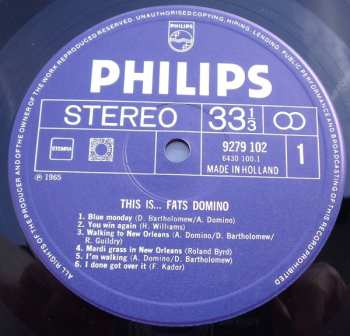 PHILIPS
PHILIPS
STEREO 33 1/3
STEMRA
9279 102
6430 100.1
MADE IN HOLLAND
1
Ⓟ 1965
THIS IS... FATS DOMINO
1. Blue monday (D. Bartholomew/A. Domino)
2. You win again (H. Williams)
3. Walking to New Orleans (A. Domino/D. Bartholomew/
R. Guildry)
4. Mardi grass in New Orleans (Roland Byrd)
5. I'm walking (A. Domino/D. Bartholomew)
6. I done got over it (F. Kador)
ALL RIGHTS OF THE PRODUCER AND OF THE OWNER OF THE WORK REPRODUCED RESERVED. UNAUTHORISED COPYING, HIRING, LENDING, PUBLIC PERFORMANCE AND BROADCASTING OF THIS RECORD PROHIBITED